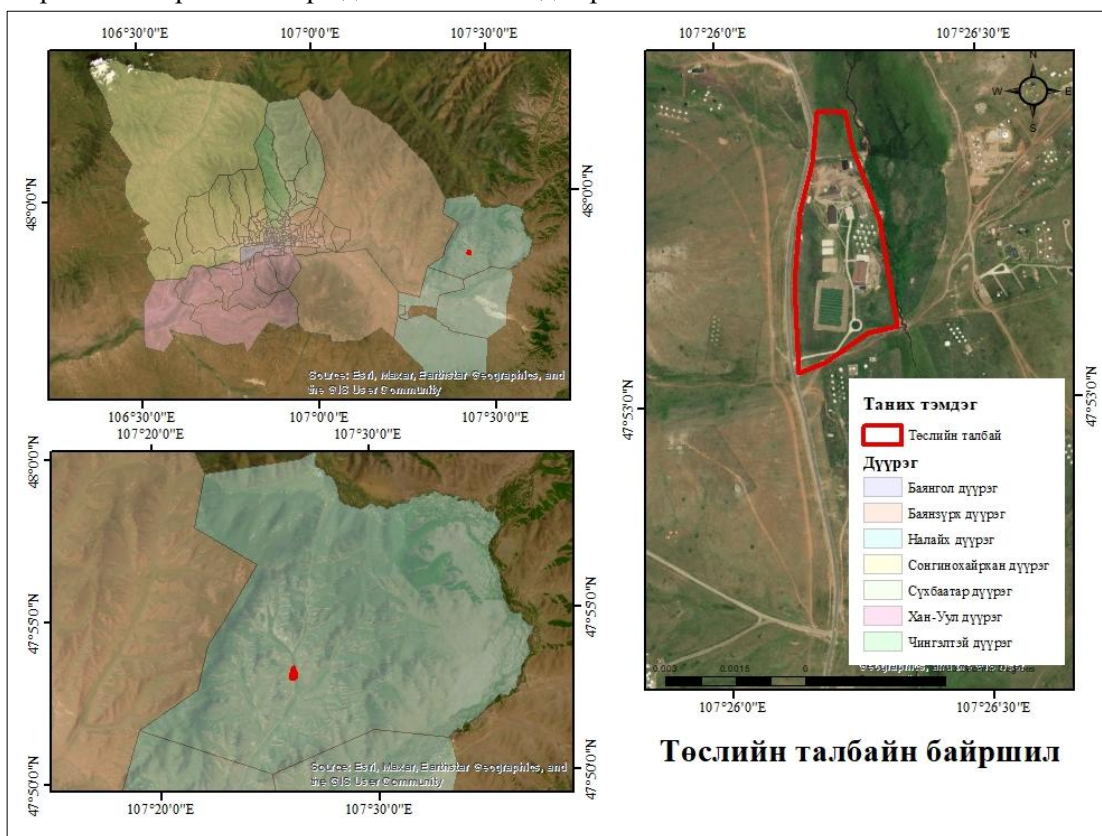 106°30'0"E 107°0'0"E 107°30'0"E
48°0'0"N
48°0'0"N
Source: Esri, Maxar, Earthstar Geographics, and
the GIS User Community
106°30'0"E 107°0'0"E 107°30'0"E
107°20'0"E 107°30'0"E
48°0'0"N
47°55'0"N
47°55'0"N
47°50'0"N
47°50'0"N
Source: Esri, Maxar, Earthstar Geographics, and
the GIS User Community
107°20'0"E 107°30'0"E
107°26'0"E 107°26'30"E
N
W E
S
47°53'0"N
47°53'0"N
Таних тэмдэг
Төслийн талбай
Дүүрэг
Баянгол дүүрэг
Баянзүрх дүүрэг
Налайх дүүрэг
Сонгинохайрхан дүүрэг
Сүхбаатар дүүрэг
Хан-Уул дүүрэг
Чингэлтэй дүүрэг
0.003 0.0015 0
107°26'0"E 107°26'30"E
Төслийн талбайн байршил